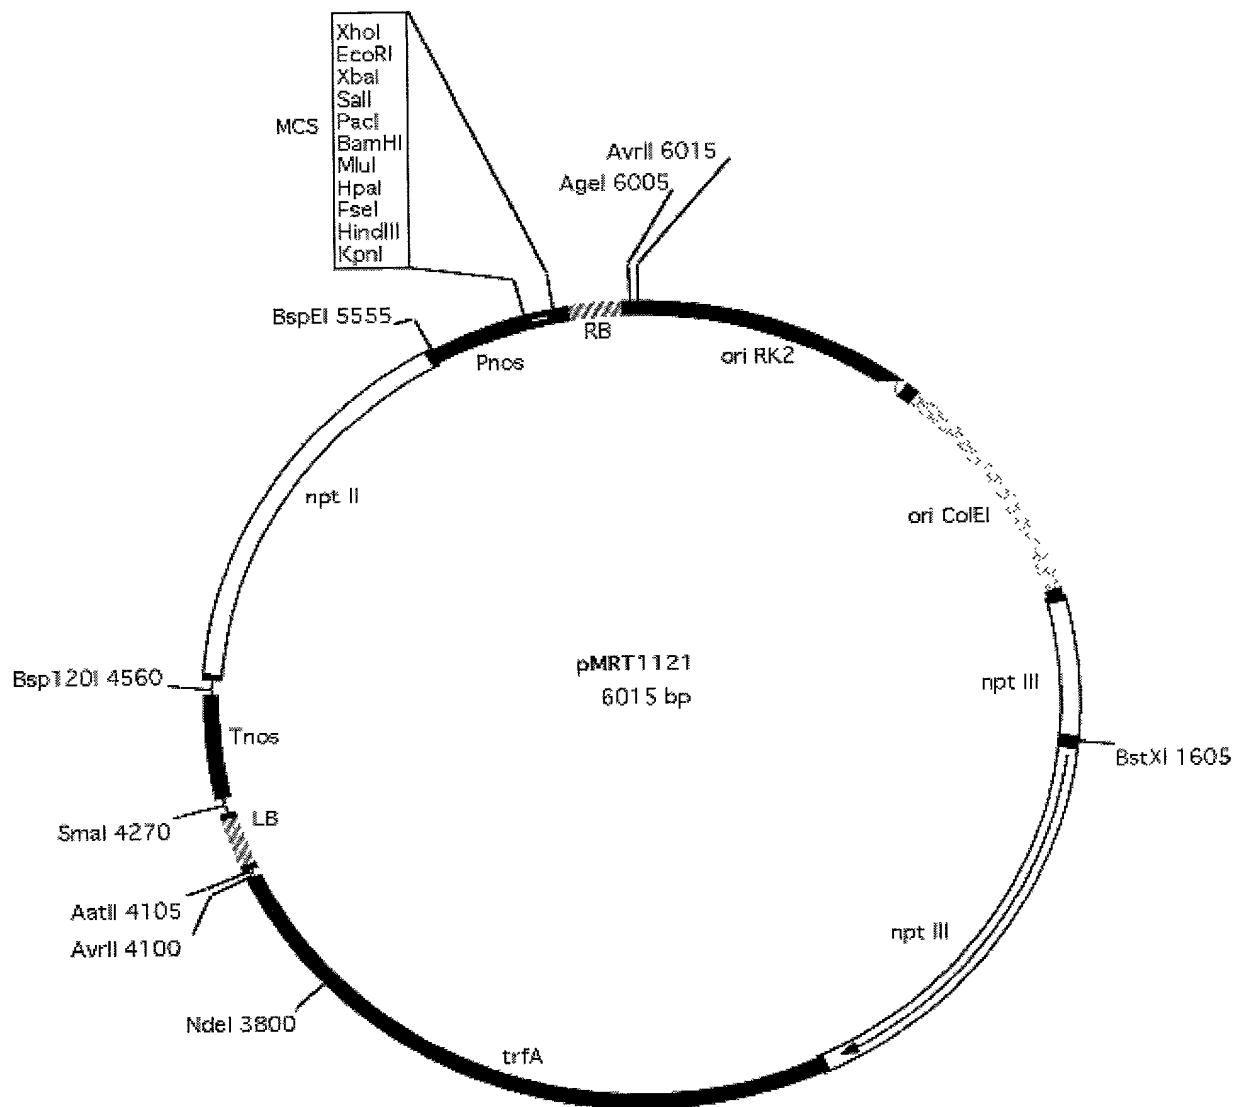 XhoI
EcoRI
XbaI
SalI
PacI
BamHI
MluI
HpaI
FseI
HindIII
KpnI
MCS
AvrII 6015
AgeI 6005
BspEI 5555
Pnos
RB
ori RK2
npt II
ori ColEI
pMRT1121
6015 bp
npt III
Bsp120I 4560
Tnos
BstXI 1605
SmaI 4270
LB
AatII 4105
AvrII 4100
npt III
NdeI 3800
trfA